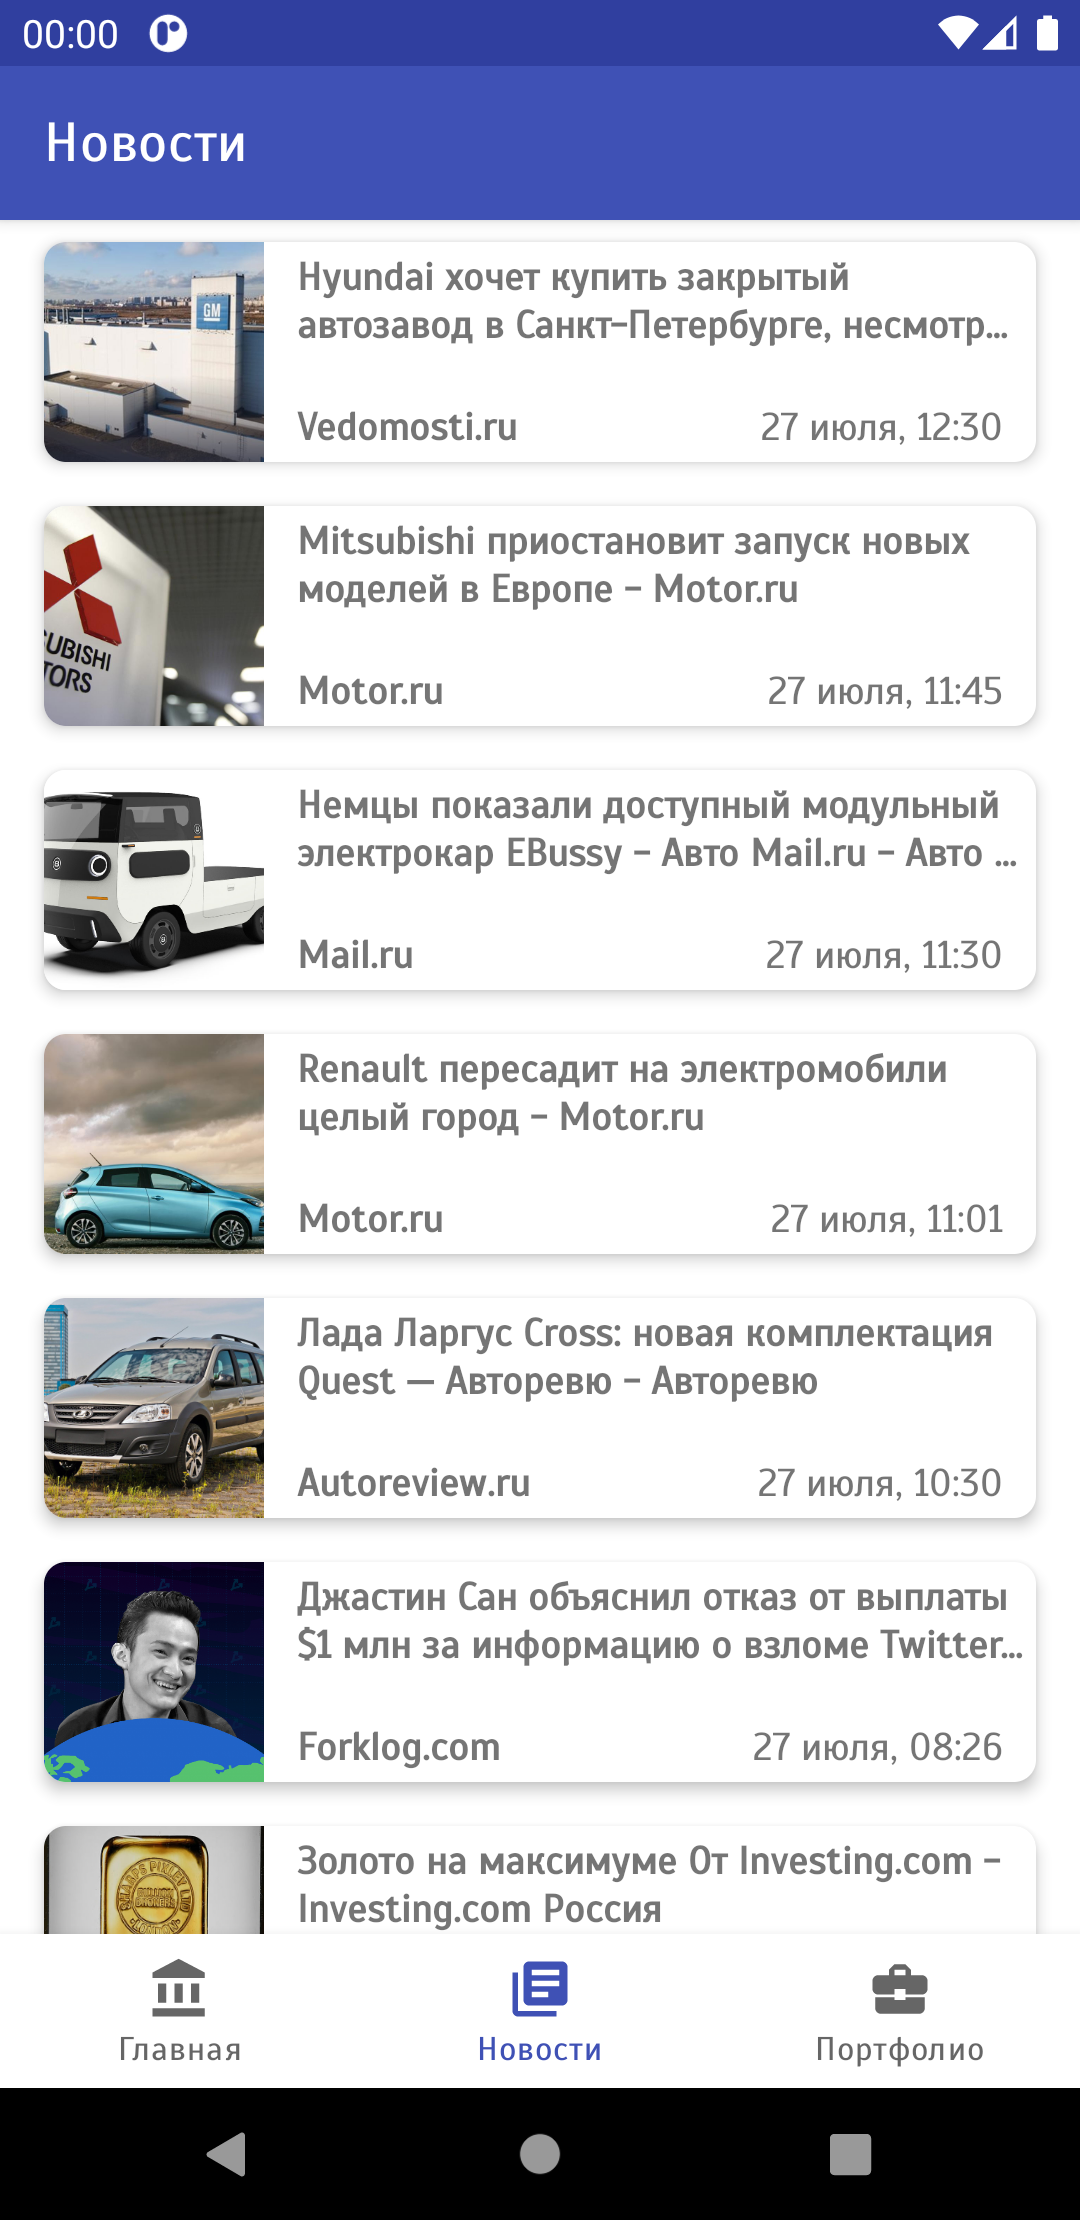 00:00
Новости
GM
Hyundai хочет купить закрытый
автозавод в Санкт-Петербурге, несмотр...
Vedomosti.ru
27 июля, 12:30
UBISHI
TORS
Mitsubishi приостановит запуск новых
моделей в Европе - Motor.ru
Motor.ru
27 июля, 11:45
Немцы показали доступный модульный
электрокар EBussy - Авто Mail.ru - Авто ...
Mail.ru
27 июля, 11:30
Renault пересадит на электромобили
целый город - Motor.ru
Motor.ru
27 июля, 11:01
Лада Ларгус Cross: новая комплектация
Quest — Авторевю - Авторевю
Autoreview.ru
27 июля, 10:30
Джастин Сан объяснил отказ от выплаты
$1 млн за информацию о взломе Twitter...
Forklog.com
27 июля, 08:26
SHARPS PIXLEY LTD
LONDON
Золото на максимуме От Investing.com -
Investing.com Россия
Главная
Новости
Портфолио